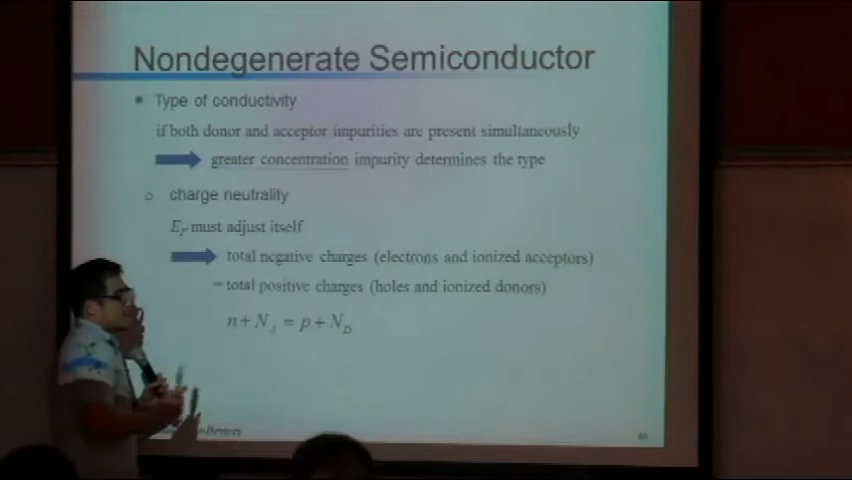 Nondegenerate Semiconductor
Type of conductivity
if both donor and acceptor impurities are present simultaneously
greater concentration impurity determines the type
charge neutrality
E_F must adjust itself
total negative charges (electrons and ionized acceptors)
= total positive charges (holes and ionized donors)
n + N_A = p + N_D
Devices